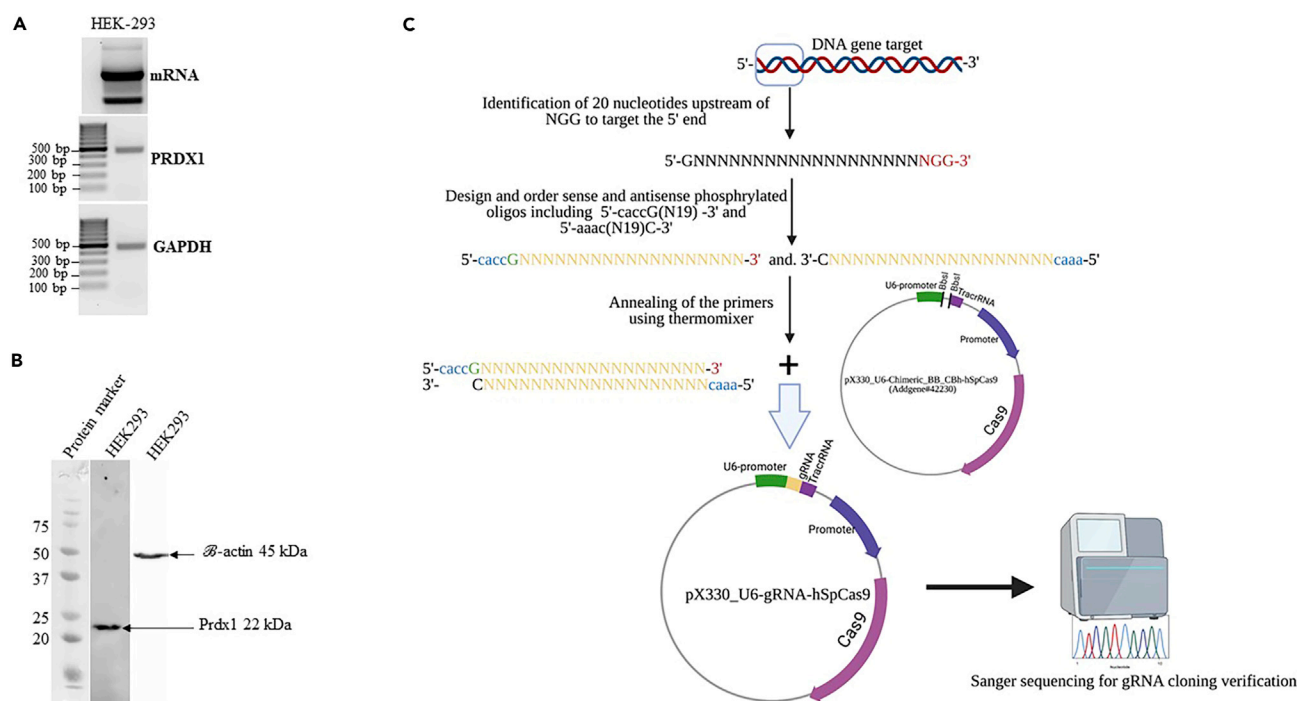 A
HEK-293
mRNA
500 bp
300 bp
200 bp
100 bp
PRDX1
500 bp
300 bp
200 bp
100 bp
GAPDH
B
Protein marker
HEK293
HEK293
75
50
37
25
20
ℬ-actin 45 kDa
Prdx1 22 kDa
C
DNA gene target
5'-
-3'
Identification of 20 nucleotides upstream of
NGG to target the 5' end
5'-GNNNNNNNNNNNNNNNNNNNNGG-3'
Design and order sense and antisense phosphrylated
oligos including 5'-caccG(N19) -3' and
5'-aaac(N19)C-3'
5'-caccGNNNNNNNNNNNNNNNNNNN-3' and. 3'-CNNNNNNNNNNNNNNNNNNNcaaa-5'
Annealing of the primers
using thermomixer
5'-caccGNNNNNNNNNNNNNNNNNNN-3'
3'- CNNNNNNNNNNNNNNNNNNNcaaa-5'
+
U6-promoter
BbsI
BbsI
TracrRNA
Promoter
pX330_U6-Chimeric_BB_CBh-hSpCas9
(Addgene#42230)
Cas9
U6-promoter
gRNA
TracrRNA
Promoter
pX330_U6-gRNA-hSpCas9
Cas9
Nucleotide
Sanger sequencing for gRNA cloning verification